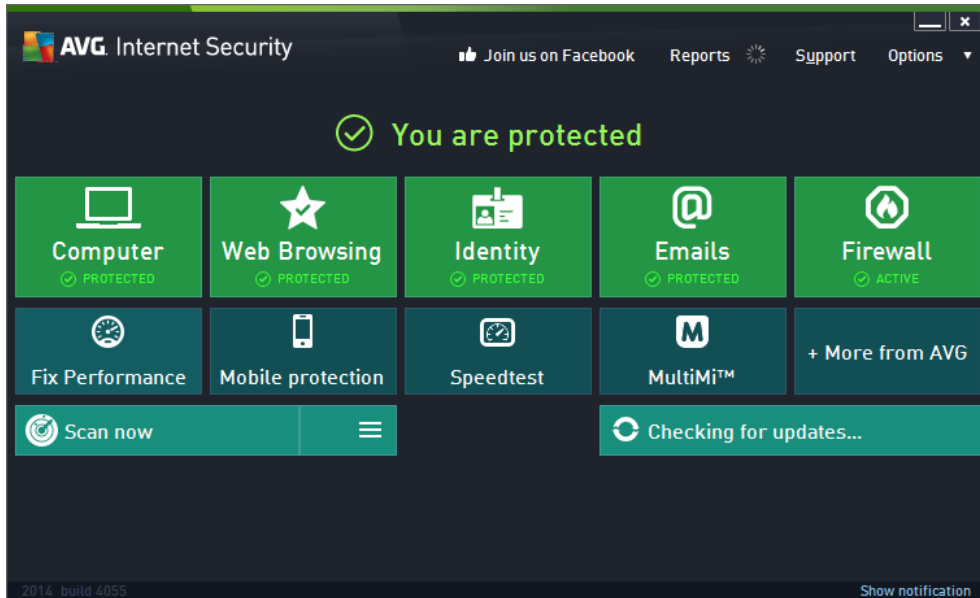 AVG. Internet Security
Join us on Facebook Reports Support Options
You are protected
Computer Web Browsing Identity Emails Firewall
PROTECTED PROTECTED PROTECTED PROTECTED ACTIVE
Fix Performance Mobile protection Speedtest MultiMi™ + More from AVG
Scan now Checking for updates...
2014 build 4055 Show notification